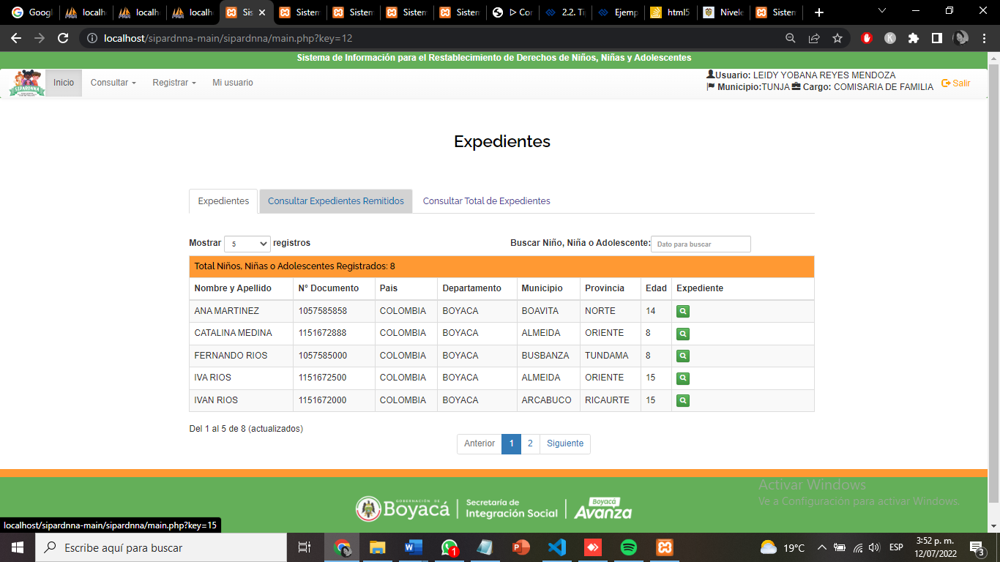 Googl
localh
localh
localh
Sis
Sistem
Sistem
Sistem
Sistem
▷ Cor
2.2. Ti
Ejemp
html5
Nivele
Sistem
localhost/sipardnna-main/sipardnna/main.php?key=12
Sistema de Información para el Restablecimiento de Derechos de Niños, Niñas y Adolescentes
SIPARDNNA
Inicio
Consultar
Registrar
Mi usuario
Usuario: LEIDY YOBANA REYES MENDOZA
Municipio:TUNJA Cargo: COMISARIA DE FAMILIA
Salir
Expedientes
Expedientes
Consultar Expedientes Remitidos
Consultar Total de Expedientes
Mostrar 5 registros
Buscar Niño, Niña o Adolescente: Dato para buscar
Total Niños, Niñas o Adolescentes Registrados: 8
Nombre y Apellido N° Documento Pais Departamento Municipio Provincia Edad Expediente
ANA MARTINEZ 1057585858 COLOMBIA BOYACA BOAVITA NORTE 14
CATALINA MEDINA 1151672888 COLOMBIA BOYACA ALMEIDA ORIENTE 8
FERNANDO RIOS 1057585000 COLOMBIA BOYACA BUSBANZA TUNDAMA 8
IVA RIOS 1151672500 COLOMBIA BOYACA ALMEIDA ORIENTE 15
IVAN RIOS 1151672000 COLOMBIA BOYACA ARCABUCO RICAURTE 15
Del 1 al 5 de 8 (actualizados)
Anterior 1 2 Siguiente
Activar Windows
Ve a Configuración para activar Windows.
GOBERNACIÓN DE
Boyacá
Secretaría de
Integración Social
Boyacá
Avanza
localhost/sipardnna-main/sipardnna/main.php?key=15
Escribe aquí para buscar
1
19°C
ESP
3:52 p. m.
12/07/2022
3